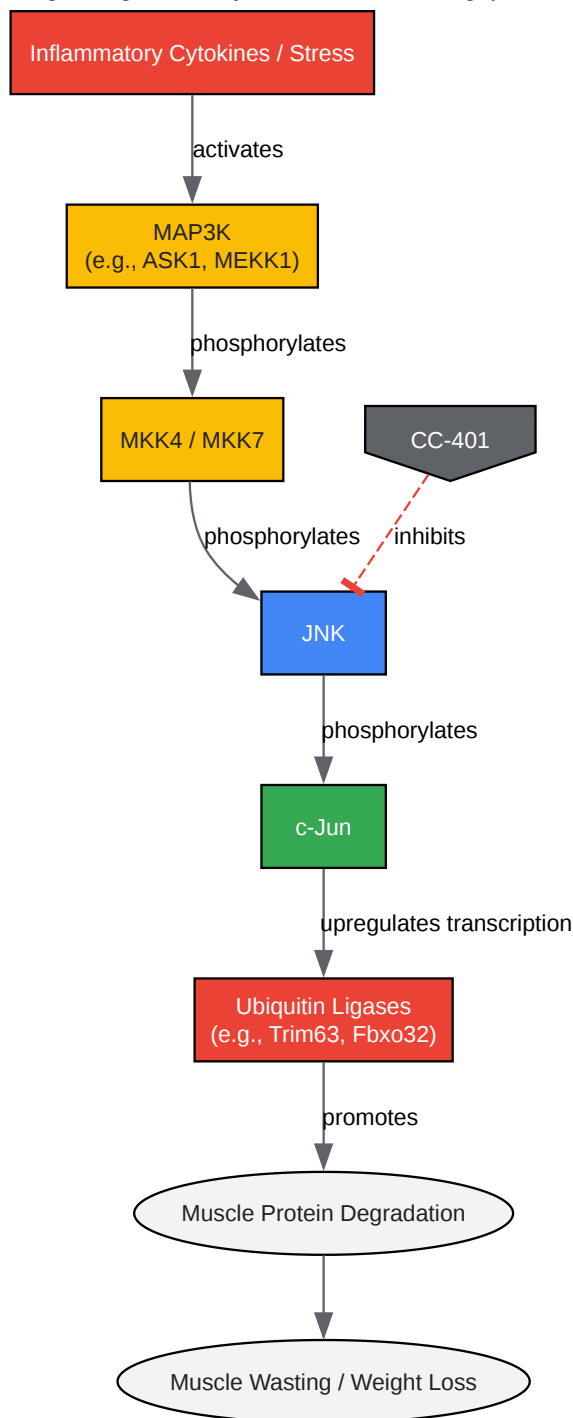 Inflammatory Cytokines / Stress
activates
MAP3K
(e.g., ASK1, MEKK1)
phosphorylates
MKK4 / MKK7
CC-401
phosphorylates
inhibits
JNK
phosphorylates
c-Jun
upregulates transcription
Ubiquitin Ligases
(e.g., Trim63, Fbxo32)
promotes
Muscle Protein Degradation
Muscle Wasting / Weight Loss